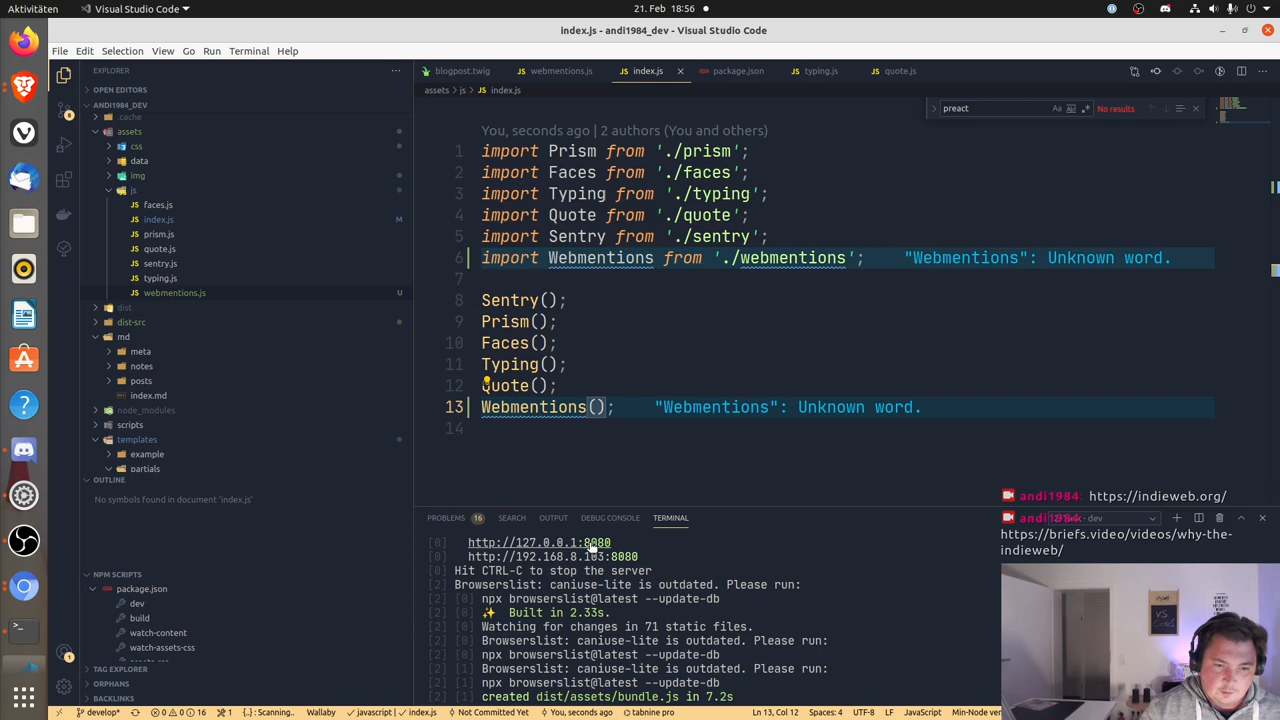 Aktivitäten
Visual Studio Code
21. Feb 18:56
index.js - andi1984_dev - Visual Studio Code
File Edit Selection View Go Run Terminal Help
EXPLORER
OPEN EDITORS
ANDI1984_DEV
.cache
assets
css
data
img
js
faces.js
index.js M
prism.js
quote.js
sentry.js
typing.js
webmentions.js U
dist
dist-src
md
meta
notes
posts
index.md
node_modules
scripts
templates
example
partials
OUTLINE
No symbols found in document 'index.js'
NPM SCRIPTS
package.json
dev
build
watch-content
watch-assets-css
TAG EXPLORER
ORPHANS
BACKLINKS
blogpost.twig webmentions.js index.js package.json typing.js quote.js
assets > js > index.js
preact
Aa
No results
You, seconds ago | 2 authors (You and others)
1 import Prism from './prism';
2 import Faces from './faces';
3 import Typing from './typing';
4 import Quote from './quote';
5 import Sentry from './sentry';
6 import Webmentions from './webmentions'; "Webmentions": Unknown word.
7
8 Sentry();
9 Prism();
10 Faces();
11 Typing();
12 Quote();
13 Webmentions(); "Webmentions": Unknown word.
14
PROBLEMS 16 SEARCH OUTPUT DEBUG CONSOLE TERMINAL
[0] http://127.0.0.1:8080
[0] http://192.168.8.103:8080
[0] Hit CTRL-C to stop the server
[2] [0] Browserslist: caniuse-lite is outdated. Please run:
[2] [0] npx browserslist@latest --update-db
[2] [0] ✨ Built in 2.33s.
[2] [0] Watching for changes in 71 static files.
[2] [0] Browserslist: caniuse-lite is outdated. Please run:
[2] [0] npx browserslist@latest --update-db
[2] [1] Browserslist: caniuse-lite is outdated. Please run:
[2] [1] npx browserslist@latest --update-db
[2] [1] created dist/assets/bundle.js in 7.2s
andi1984: https://indieweb.org/
andi1984:
https://briefs.video/videos/why-the-
indieweb/
develop* 0 0 16 1 : Scanning.. Wallaby javascript | index.js Not Committed Yet You, seconds ago tabnine pro Ln 13, Col 12 Spaces: 4 UTF-8 LF JavaScript